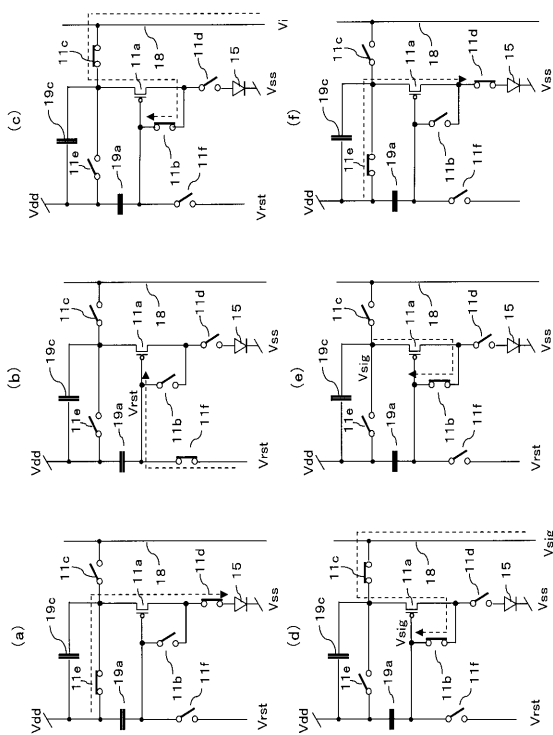 (a)
Vdd
19c
11e
19a
11c
18
11a
11d
15
11b
11f
Vss
Vrst
(b)
Vdd
19c
11e
19a
11c
18
11a
11d
15
Vrst
11b
11f
Vss
Vrst
(c)
Vdd
19c
11e
19a
11c
Vi
18
11a
11d
15
11b
11f
Vss
Vrst
(d)
Vdd
19c
11e
19a
11c
18
11a
11d
15
Vsig
11b
11f
Vss
Vrst
Vsig
(e)
Vdd
19c
11e
19a
11c
18
11a
11d
15
Vsig
11b
11f
Vss
Vrst
(f)
Vdd
19c
11e
19a
11c
18
11a
11d
15
11b
11f
Vss
Vrst